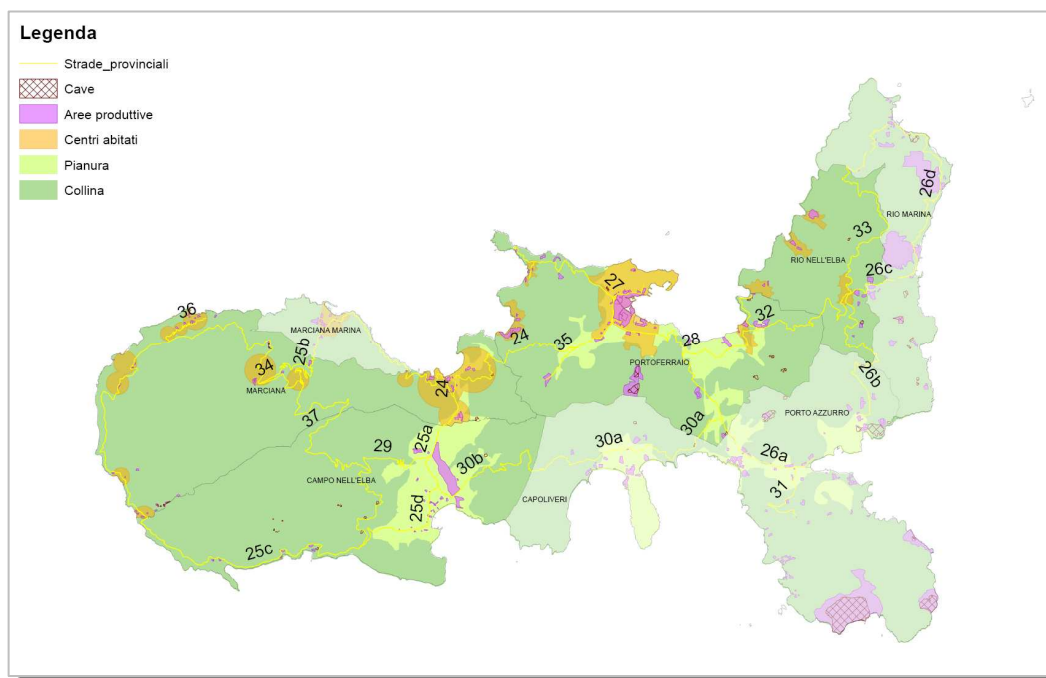 Legenda
Strade_provinciali
Cave
Aree produttive
Centri abitati
Pianura
Collina
26d
RIO MARINA
33
RIO NELL'ELBA
26c
27
36
MARCIANA MARINA
25b
24
35
28
32
34
MARCIANA
PORTOFERRAIO
24
26b
37
PORTO AZZURRO
25a
30a
29
30a
30b
26a
CAMPO NELL'ELBA
31
CAPOLIVERI
25d
25c